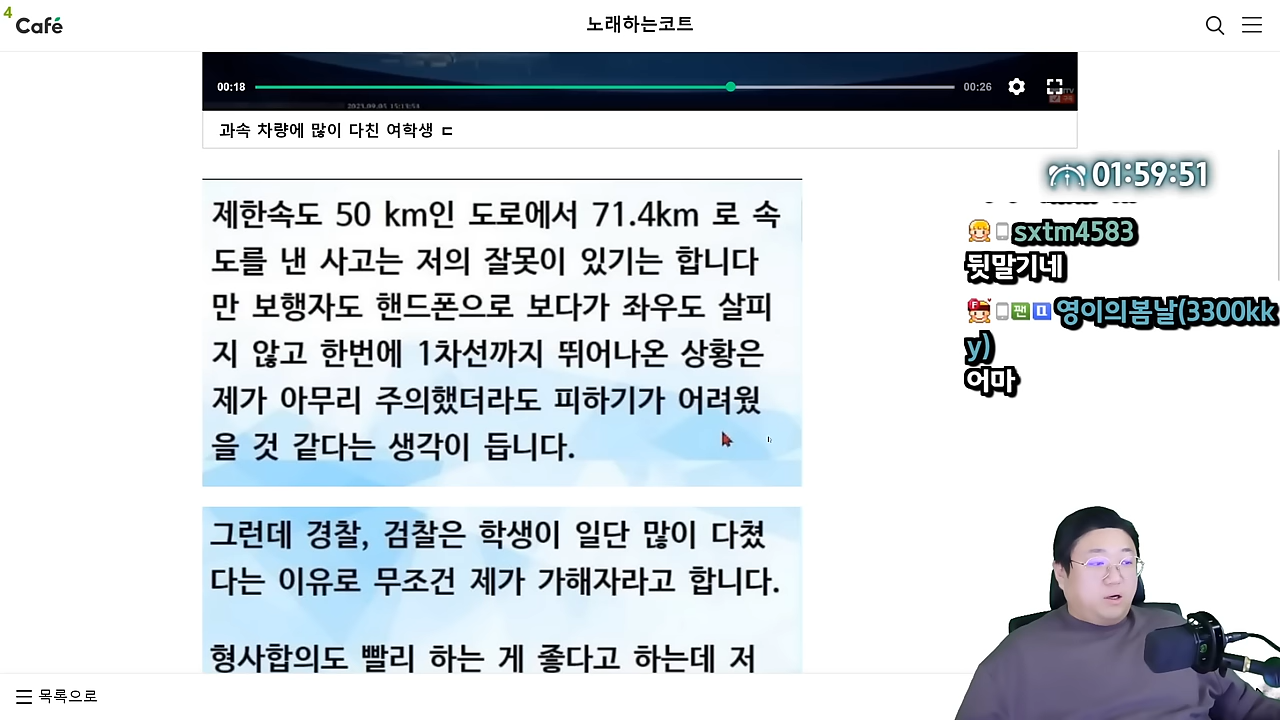 4
Café
노래하는코트
00:18
00:26
2023.09.05 15:13:51
과속 차량에 많이 다친 여학생 ㄷ
01:59:51
제한속도 50 km인 도로에서 71.4km 로 속
도를 낸 사고는 저의 잘못이 있기는 합니다
만 보행자도 핸드폰으로 보다가 좌우도 살피
지 않고 한번에 1차선까지 뛰어나온 상황은
제가 아무리 주의했더라도 피하기가 어려웠
을 것 같다는 생각이 듭니다.
sxtm4583
뒷말기네
팬 영이의봄날(3300kk
y)
어마
그런데 경찰, 검찰은 학생이 일단 많이 다쳤
다는 이유로 무조건 제가 가해자라고 합니다.
형사합의도 빨리 하는 게 좋다고 하는데 저
목록으로